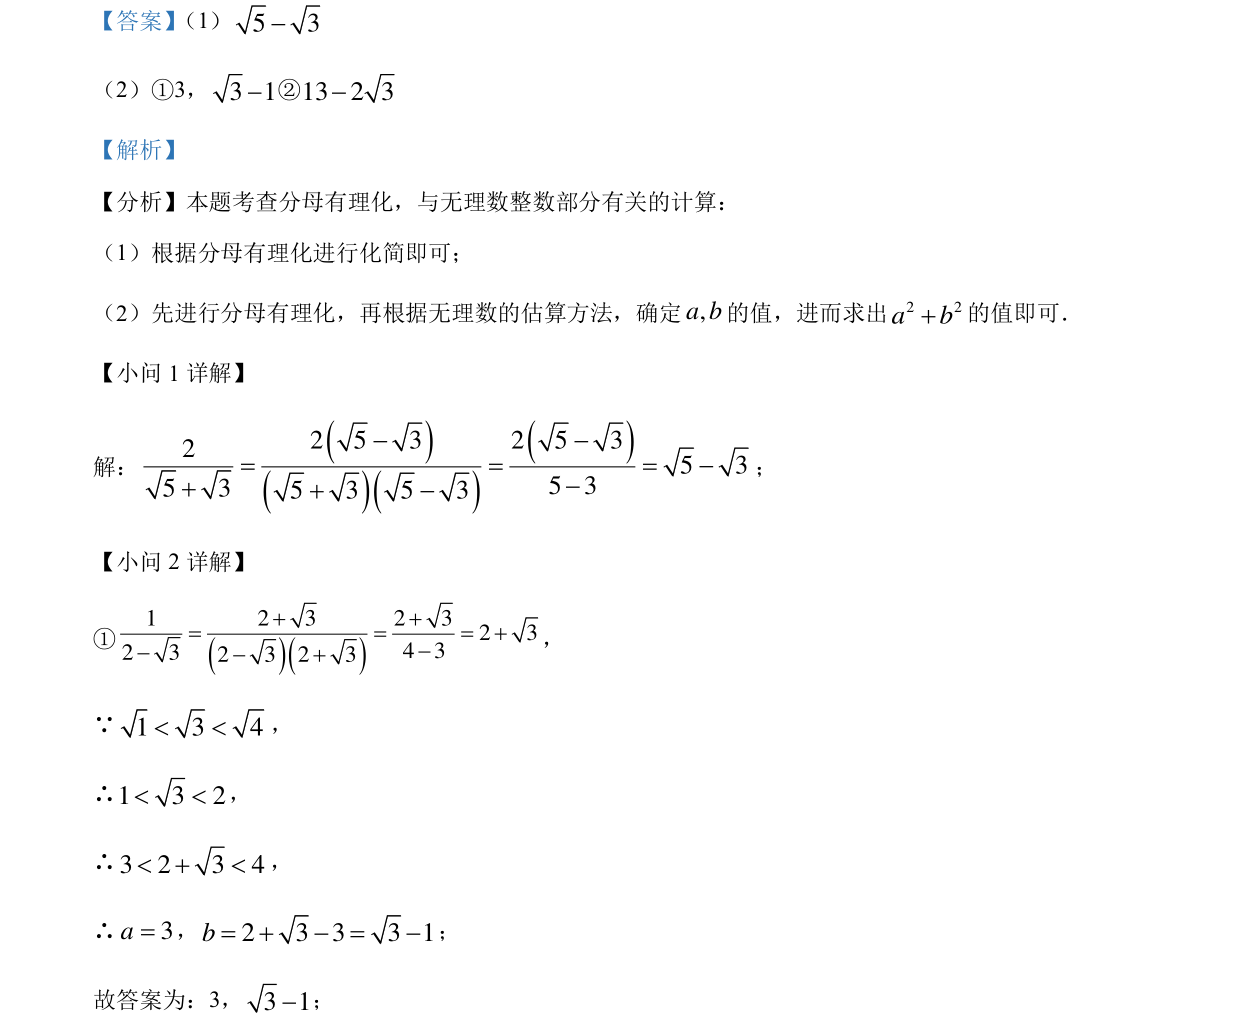 【答案】（1）√5−√3
（2）①3，√3−1②13−2√3
【解析】
【分析】本题考查分母有理化，与无理数整数部分有关的计算：
（1）根据分母有理化进行化简即可；
（2）先进行分母有理化，再根据无理数的估算方法，确定a,b的值，进而求出a²+b²的值即可．
【小问1详解】
解：2/(√5+√3)=2(√5−√3)/((√5+√3)(√5−√3))=2(√5−√3)/(5−3)=√5−√3；
【小问2详解】
①1/(2−√3)=(2+√3)/((2−√3)(2+√3))=(2+√3)/(4−3)=2+√3，
∵√1<√3<√4，
∴1<√3<2，
∴3<2+√3<4，
∴a=3，b=2+√3−3=√3−1；
故答案为：3，√3−1；